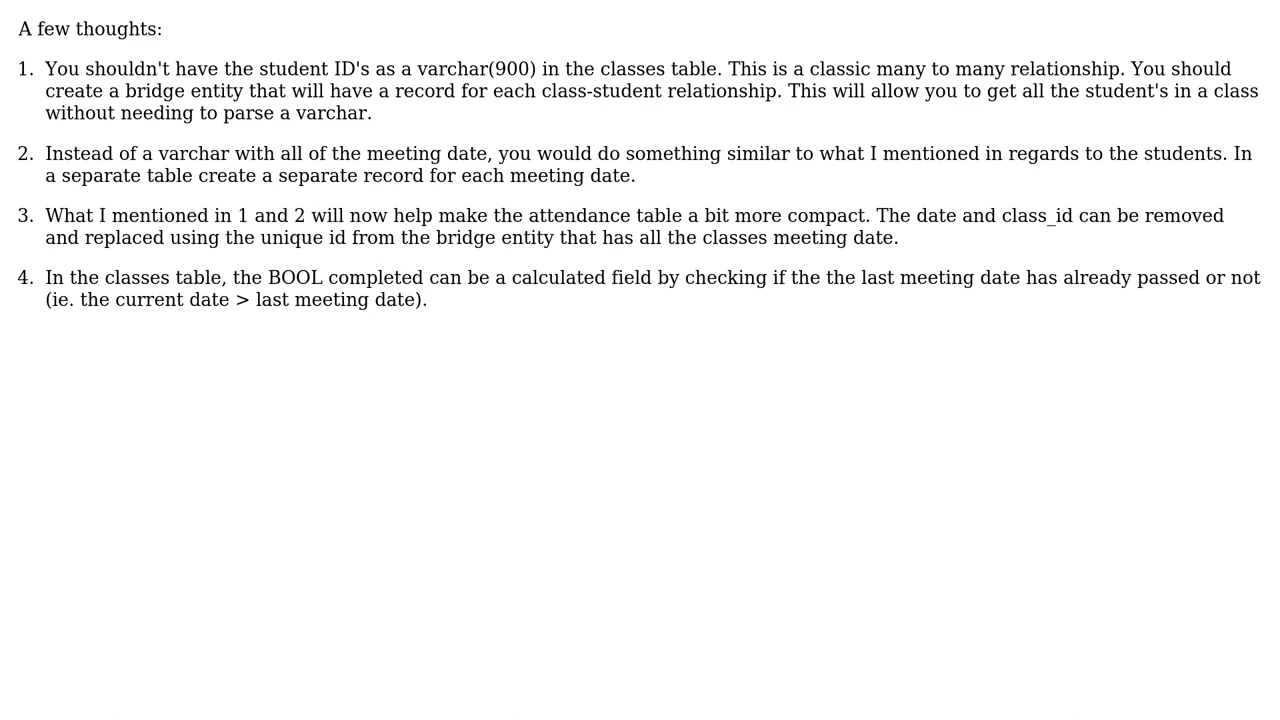 A few thoughts:
1. You shouldn't have the student ID's as a varchar(900) in the classes table. This is a classic many to many relationship. You should
create a bridge entity that will have a record for each class-student relationship. This will allow you to get all the student's in a class
without needing to parse a varchar.
2. Instead of a varchar with all of the meeting date, you would do something similar to what I mentioned in regards to the students. In
a separate table create a separate record for each meeting date.
3. What I mentioned in 1 and 2 will now help make the attendance table a bit more compact. The date and class_id can be removed
and replaced using the unique id from the bridge entity that has all the classes meeting date.
4. In the classes table, the BOOL completed can be a calculated field by checking if the the last meeting date has already passed or not
(ie. the current date > last meeting date).